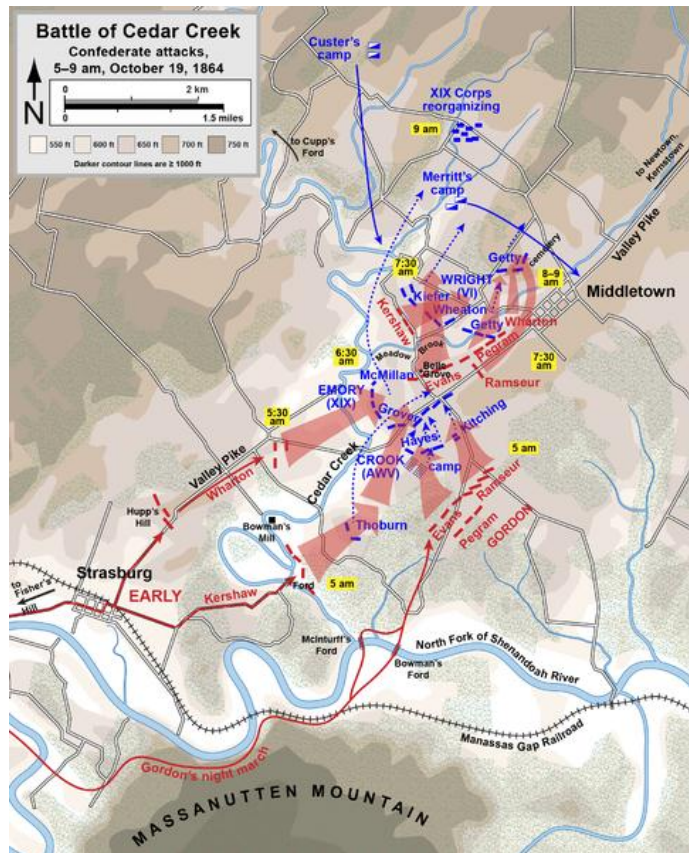 Battle of Cedar Creek
Confederate attacks,
5–9 am, October 19, 1864
N
0
2 km
0
1.5 miles
550 ft
600 ft
650 ft
700 ft
750 ft
Darker contour lines are ≥ 1000 ft
Custer's
camp
XIX Corps
reorganizing
9 am
to Cupp's
Ford
to Newtown,
Kernstown
Merritt's
camp
Valley Pike
cemetery
Getty
7:30
am
WRIGHT
(VI)
8–9
am
Middletown
Kiefer
Wheaton
Kershaw
Getty
Wharton
Pegram
Meadow
Brook
Belle
Grove
Evans
7:30
am
Ramseur
6:30
am
McMillan
EMORY
(XIX)
Grover
Kitching
5:30
am
Hayes
CROOK
(AWV)
camp
5 am
Valley Pike
Wharton
Cedar Creek
Ramseur
Evans
Pegram
GORDON
Hupp's
Hill
Bowman's
Mill
Thoburn
Strasburg
to
Fisher's
Hill
EARLY
Kershaw
Ford
5 am
McInturff's
Ford
Bowman's
Ford
North Fork of
Shenandoah
River
Manassas Gap Railroad
Gordon's night march
MASSANUTTEN MOUNTAIN